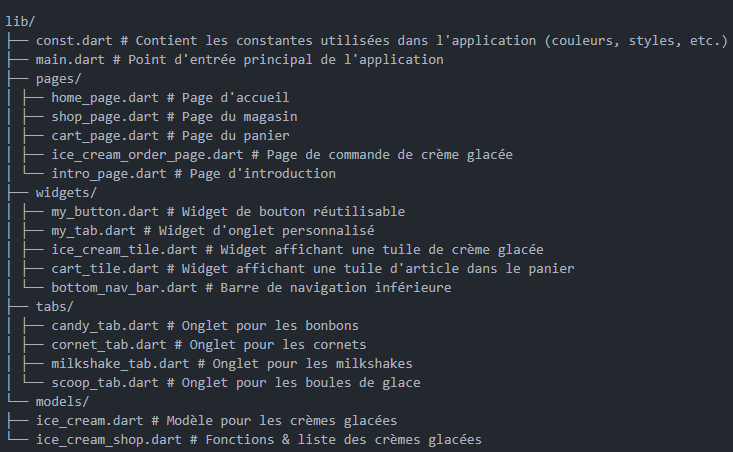 lib/
├── const.dart # Contient les constantes utilisées dans l'application (couleurs, styles, etc.)
├── main.dart # Point d'entrée principal de l'application
├── pages/
│ ├── home_page.dart # Page d'accueil
│ ├── shop_page.dart # Page du magasin
│ ├── cart_page.dart # Page du panier
│ ├── ice_cream_order_page.dart # Page de commande de crème glacée
│ └── intro_page.dart # Page d'introduction
├── widgets/
│ ├── my_button.dart # Widget de bouton réutilisable
│ ├── my_tab.dart # Widget d'onglet personnalisé
│ ├── ice_cream_tile.dart # Widget affichant une tuile de crème glacée
│ ├── cart_tile.dart # Widget affichant une tuile d'article dans le panier
│ └── bottom_nav_bar.dart # Barre de navigation inférieure
├── tabs/
│ ├── candy_tab.dart # Onglet pour les bonbons
│ ├── cornet_tab.dart # Onglet pour les cornets
│ ├── milkshake_tab.dart # Onglet pour les milkshakes
│ └── scoop_tab.dart # Onglet pour les boules de glace
└── models/
├── ice_cream.dart # Modèle pour les crèmes glacées
└── ice_cream_shop.dart # Fonctions & liste des crèmes glacées